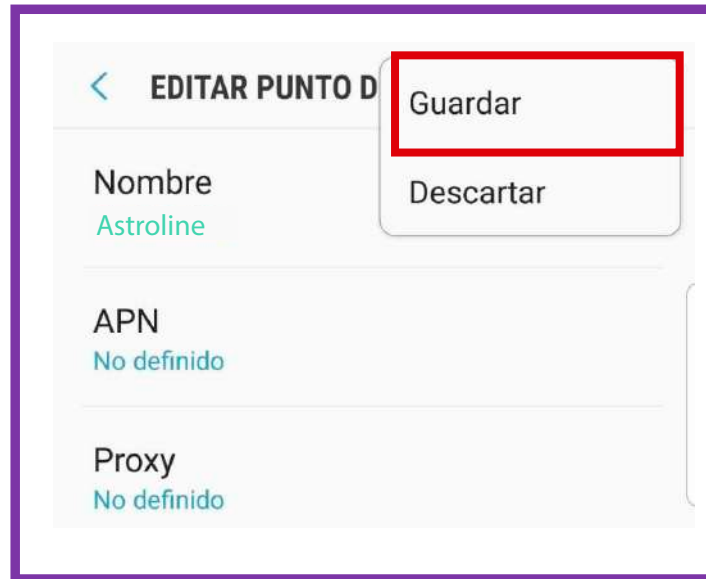 EDITAR PUNTO D
Guardar
Descartar
Nombre
Astroline
APN
No definido
Proxy
No definido